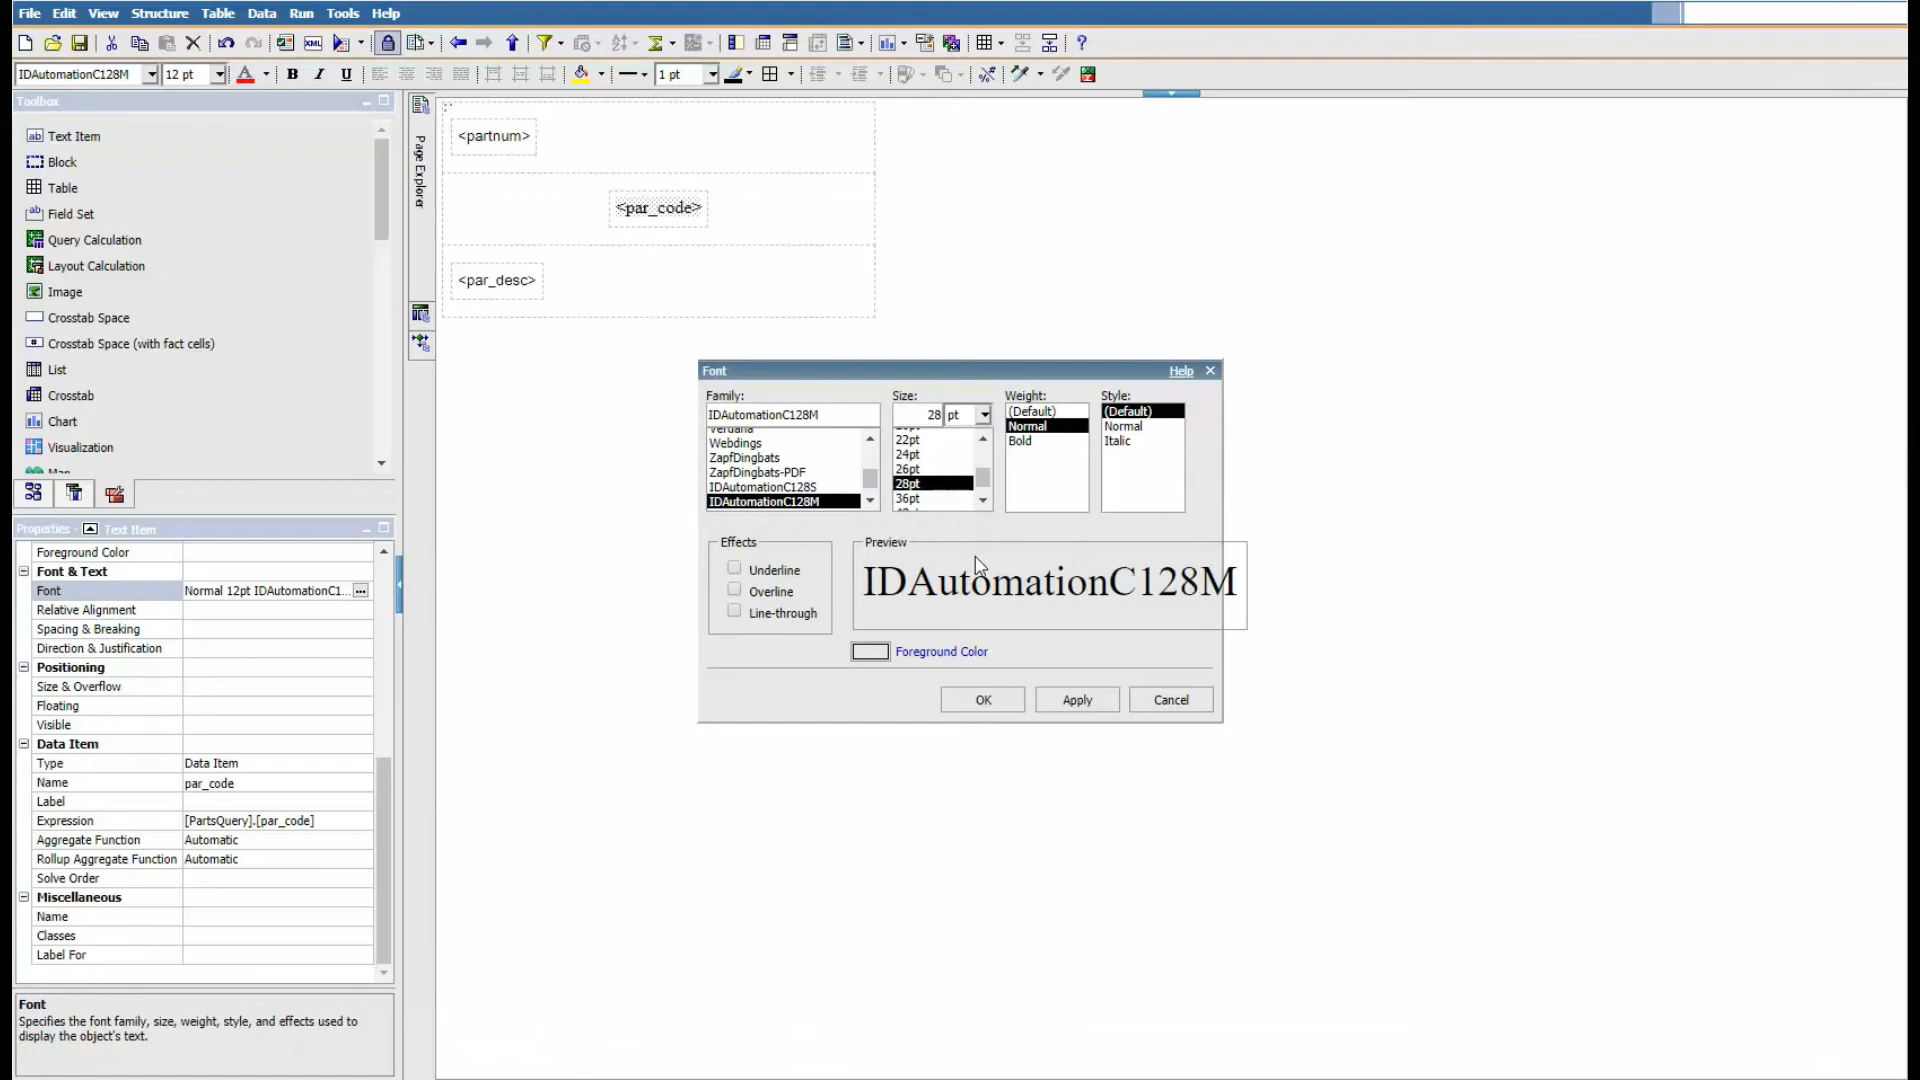 File Edit View Structure Table Data Run Tools Help
IDAutomationC128M 12 pt A B I U 1 pt
Toolbox
Text Item
Block
Table
Field Set
Query Calculation
Layout Calculation
Image
Crosstab Space
Crosstab Space (with fact cells)
List
Crosstab
Chart
Visualization
Map
Page Explorer
<partnum>
<par_code>
<par_desc>
Properties - Text Item
Foreground Color
Font & Text
Font Normal 12pt IDAutomationC1... ...
Relative Alignment
Spacing & Breaking
Direction & Justification
Positioning
Size & Overflow
Floating
Visible
Data Item
Type Data Item
Name par_code
Label
Expression [PartsQuery].[par_code]
Aggregate Function Automatic
Rollup Aggregate Function Automatic
Solve Order
Miscellaneous
Name
Classes
Label For
Font
Specifies the font family, size, weight, style, and effects used to
display the object's text.
Font Help
Family: Size: Weight: Style:
IDAutomationC128M 28 pt
Verdana
Webdings
ZapfDingbats
ZapfDingbats-PDF
IDAutomationC128S
IDAutomationC128M
22pt
24pt
26pt
28pt
36pt
(Default)
Normal
Bold
(Default)
Normal
Italic
Effects
Underline
Overline
Line-through
Preview
IDAutomationC128M
Foreground Color
OK Apply Cancel